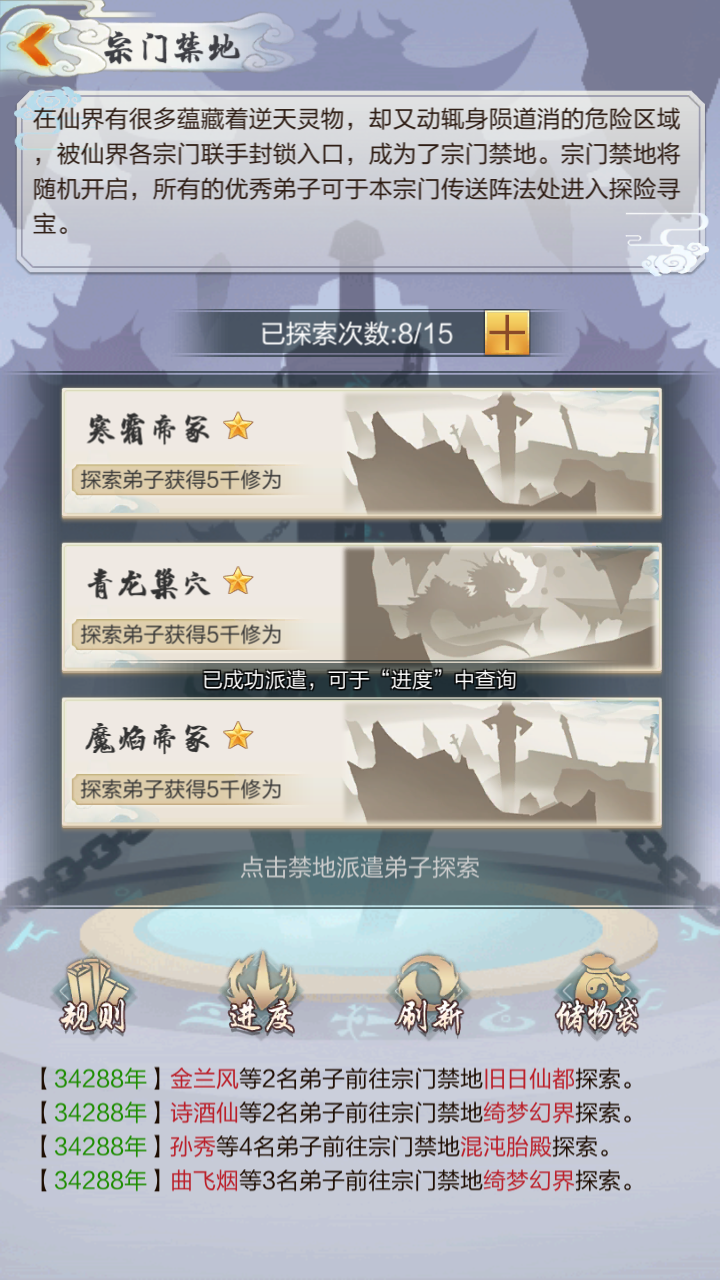 宗门禁地
在仙界有很多蕴藏着逆天灵物，却又动辄身陨道消的危险区域
，被仙界各宗门联手封锁入口，成为了宗门禁地。宗门禁地将
随机开启，所有的优秀弟子可于本宗门传送阵法处进入探险寻
宝。
已探索次数:8/15
寒霜帝冢
探索弟子获得5千修为
青龙巢穴
探索弟子获得5千修为
已成功派遣，可于“进度”中查询
魔焰帝冢
探索弟子获得5千修为
点击禁地派遣弟子探索
规则 进度 刷新 储物袋
【34288年】金兰风等2名弟子前往宗门禁地旧日仙都探索。
【34288年】诗酒仙等2名弟子前往宗门禁地绮梦幻界探索。
【34288年】孙秀等4名弟子前往宗门禁地混沌胎殿探索。
【34288年】曲飞烟等3名弟子前往宗门禁地绮梦幻界探索。